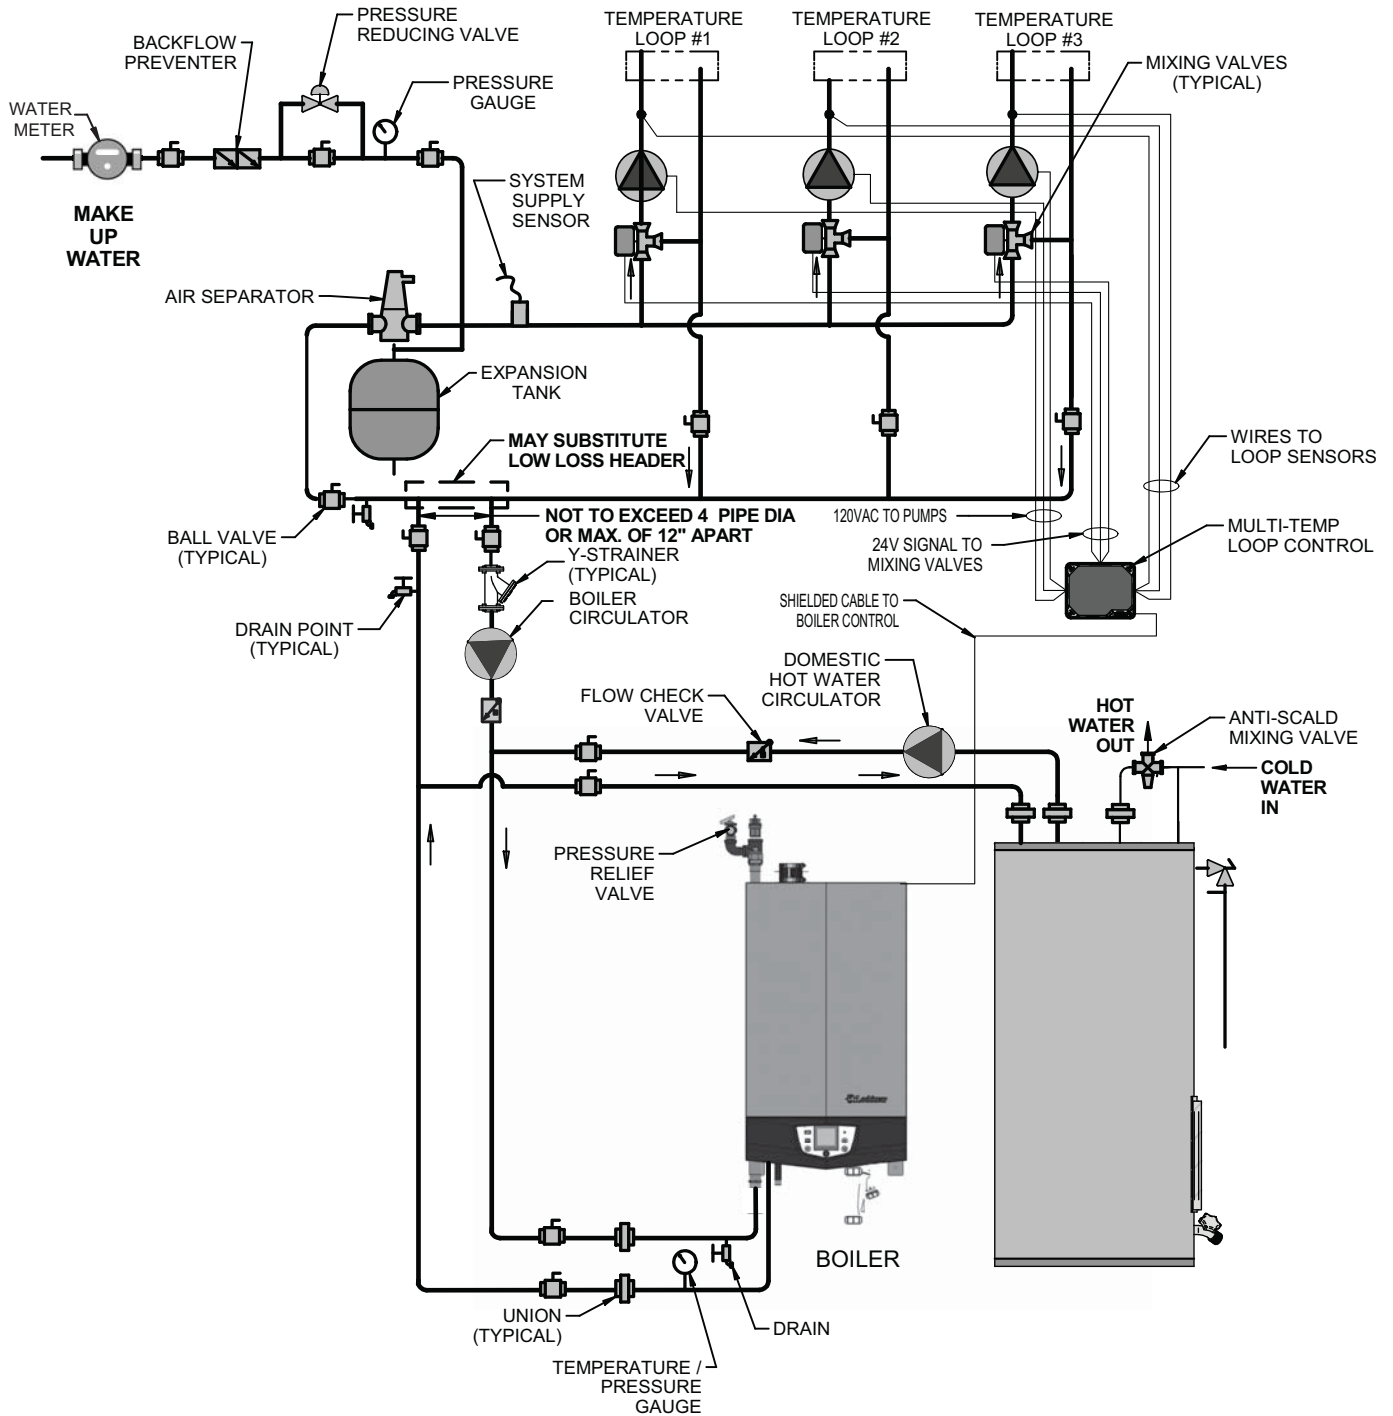 PRESSURE
REDUCING VALVE
TEMPERATURE
LOOP #1
TEMPERATURE
LOOP #2
TEMPERATURE
LOOP #3
BACKFLOW
PREVENTER
PRESSURE
GAUGE
MIXING VALVES
(TYPICAL)
WATER
METER
SYSTEM
SUPPLY
SENSOR
MAKE
UP
WATER
AIR SEPARATOR
EXPANSION
TANK
MAY SUBSTITUTE
LOW LOSS HEADER
WIRES TO
LOOP SENSORS
NOT TO EXCEED 4 PIPE DIA
OR MAX. OF 12" APART
120VAC TO PUMPS
24V SIGNAL TO
MIXING VALVES
MULTI-TEMP
LOOP CONTROL
BALL VALVE
(TYPICAL)
Y-STRAINER
(TYPICAL)
BOILER
CIRCULATOR
SHIELDED CABLE TO
BOILER CONTROL
DRAIN POINT
(TYPICAL)
DOMESTIC
HOT WATER
CIRCULATOR
FLOW CHECK
VALVE
HOT
WATER
OUT
ANTI-SCALD
MIXING VALVE
COLD
WATER
IN
PRESSURE
RELIEF
VALVE
Lochinvar
BOILER
UNION
(TYPICAL)
DRAIN
TEMPERATURE /
PRESSURE
GAUGE